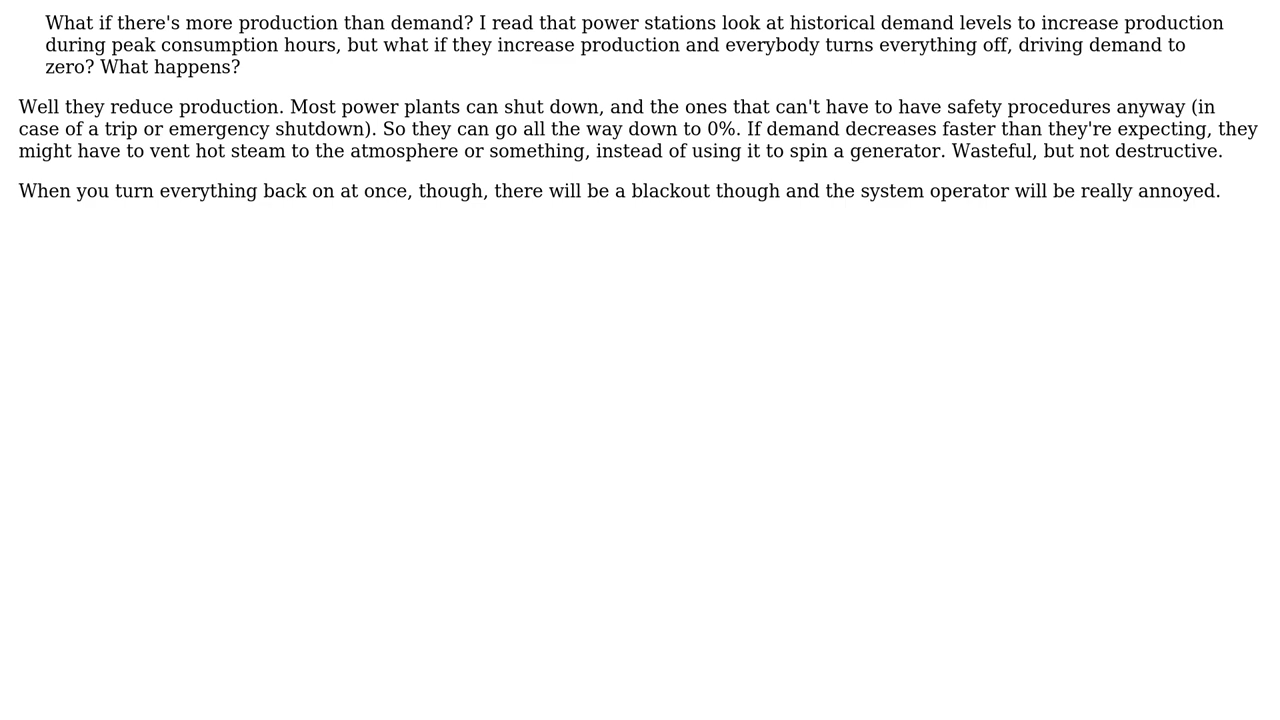 What if there's more production than demand? I read that power stations look at historical demand levels to increase production
during peak consumption hours, but what if they increase production and everybody turns everything off, driving demand to
zero? What happens?
Well they reduce production. Most power plants can shut down, and the ones that can't have to have safety procedures anyway (in
case of a trip or emergency shutdown). So they can go all the way down to 0%. If demand decreases faster than they're expecting, they
might have to vent hot steam to the atmosphere or something, instead of using it to spin a generator. Wasteful, but not destructive.
When you turn everything back on at once, though, there will be a blackout though and the system operator will be really annoyed.